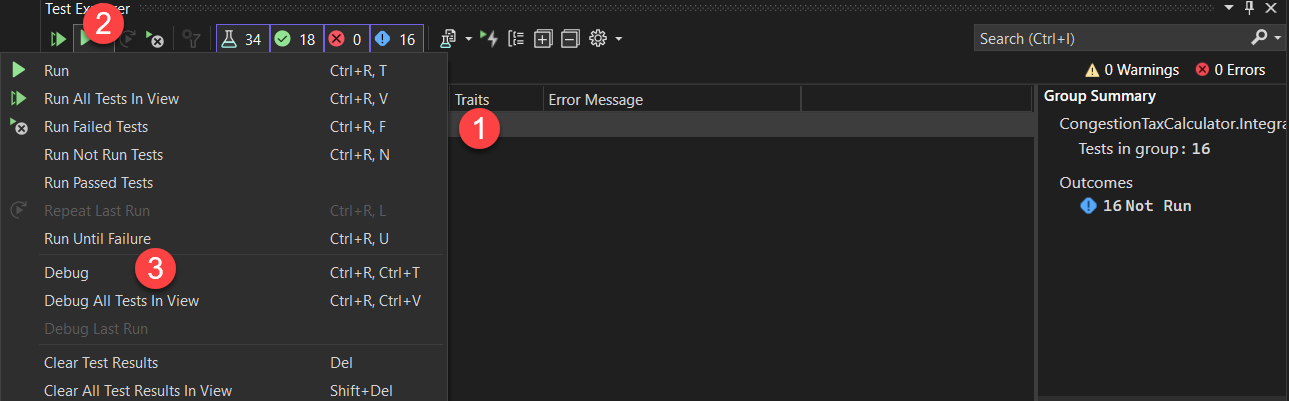 Test Explorer
2
34 18 0 16
Search (Ctrl+I)
0 Warnings 0 Errors
Run Ctrl+R, T
Run All Tests In View Ctrl+R, V
Run Failed Tests Ctrl+R, F
Run Not Run Tests Ctrl+R, N
Run Passed Tests
Repeat Last Run Ctrl+R, L
Run Until Failure Ctrl+R, U
3
Debug Ctrl+R, Ctrl+T
Debug All Tests In View Ctrl+R, Ctrl+V
Debug Last Run
Clear Test Results Del
Clear All Test Results In View Shift+Del
Traits Error Message
1
Group Summary
CongestionTaxCalculator.Integra
Tests in group: 16
Outcomes
16 Not Run